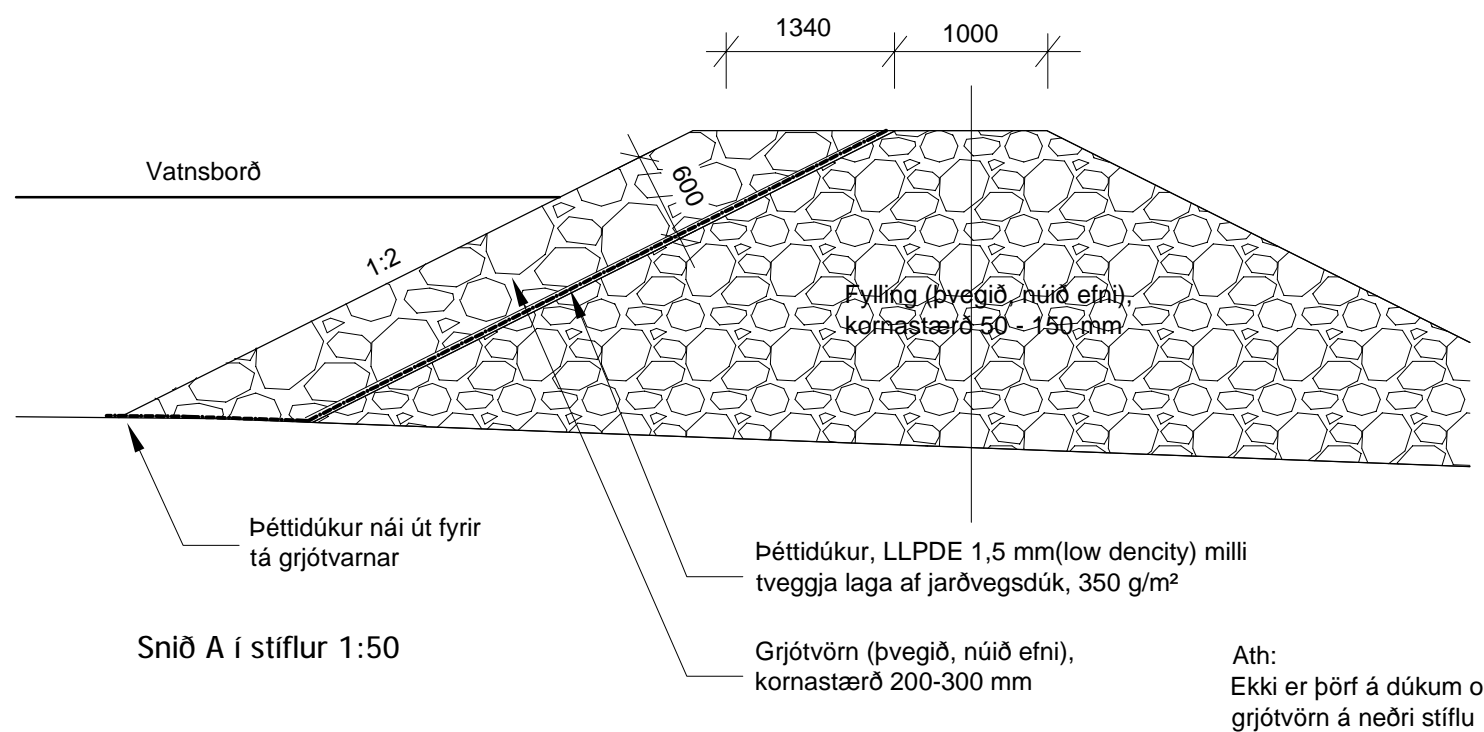 1340
1000
Vatnsborð
600
1:2
Fylling (þvegið, núið efni),
kornastærð 50 - 150 mm
Þéttidúkur nái út fyrir
tá grjótvarnar
Þéttidúkur, LLPDE 1,5 mm(low dencity) milli
tveggja laga af jarðvegsdúk, 350 g/m²
Snið A í stíflur 1:50
Grjótvörn (þvegið, núið efni),
kornastærð 200-300 mm
Ath:
Ekki er þörf á dúkum o
grjótvörn á neðri stíflu